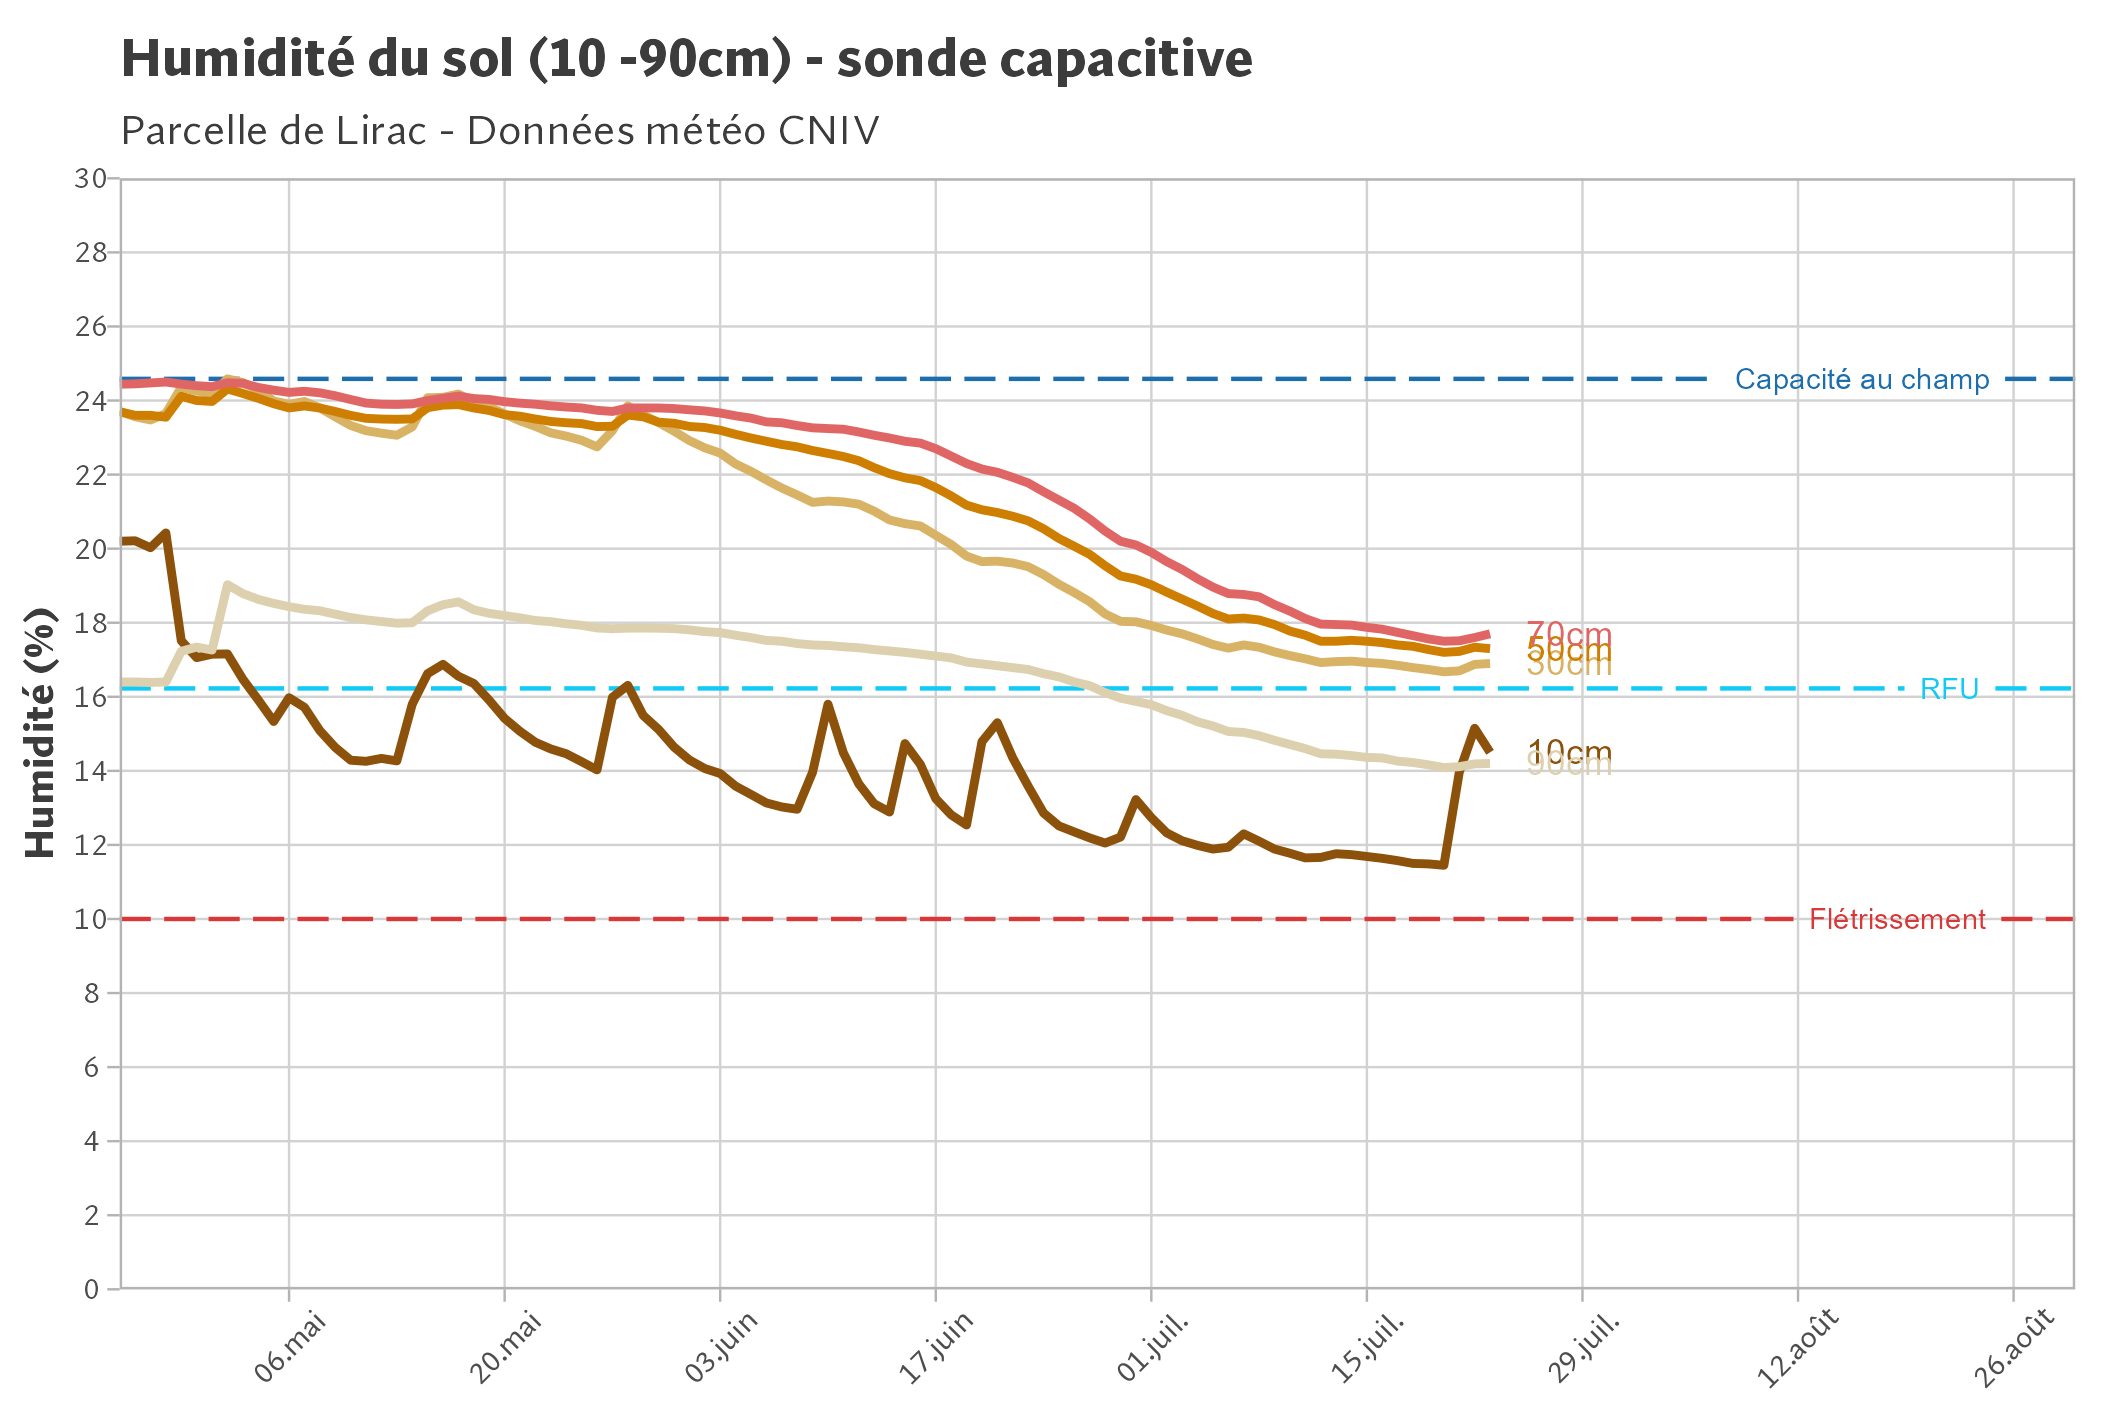 Humidité du sol (10 -90cm) - sonde capacitive
Parcelle de Lirac - Données météo CNIV
Humidité (%)
30
28
26
24
22
20
18
16
14
12
10
8
6
4
2
0
Capacité au champ
70cm
50cm
30cm
RFU
10cm
90cm
Flétrissement
06.mai
20.mai
03.juin
17.juin
01.juil.
15.juil.
29.juil.
12.août
26.août